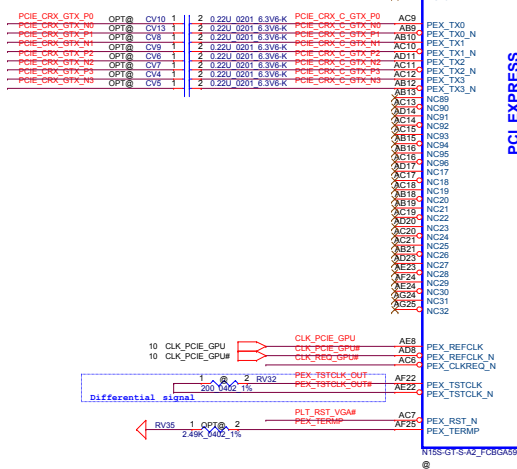 PCIE_CRX_GTX_P0 OPT@ CV10 1 2 0.22U_0201_6.3V6-K PCIE_CRX_C_GTX_P0 AC9 PEX_TX0
PCIE_CRX_GTX_N0 OPT@ CV13 1 2 0.22U_0201_6.3V6-K PCIE_CRX_C_GTX_N0 AB9 PEX_TX0_N
PCIE_CRX_GTX_P1 OPT@ CV8 1 2 0.22U_0201_6.3V6-K PCIE_CRX_C_GTX_P1 AB10 PEX_TX1
PCIE_CRX_GTX_N1 OPT@ CV9 1 2 0.22U_0201_6.3V6-K PCIE_CRX_C_GTX_N1 AC10 PEX_TX1_N
PCIE_CRX_GTX_P2 OPT@ CV6 1 2 0.22U_0201_6.3V6-K PCIE_CRX_C_GTX_P2 AD11 PEX_TX2
PCIE_CRX_GTX_N2 OPT@ CV7 1 2 0.22U_0201_6.3V6-K PCIE_CRX_C_GTX_N2 AC11 PEX_TX2_N
PCIE_CRX_GTX_P3 OPT@ CV4 1 2 0.22U_0201_6.3V6-K PCIE_CRX_C_GTX_P3 AC12 PEX_TX3
PCIE_CRX_GTX_N3 OPT@ CV5 1 2 0.22U_0201_6.3V6-K PCIE_CRX_C_GTX_N3 AB12 PEX_TX3_N
AB13 NC89
AC13 NC90
AD14 NC91
AC14 NC92
AC15 NC93
AB15 NC94
AB16 NC95
AC16 NC96
AD17 NC17
AC17 NC18
AC18 NC19
AB18 NC20
AB19 NC21
AC19 NC22
AD20 NC23
AC20 NC24
AC21 NC25
AB21 NC26
AD23 NC27
AE23 NC28
AF24 NC29
AE24 NC30
AG24 NC31
AG25 NC32
PCI EXPRESS
10 CLK_PCIE_GPU CLK_PCIE_GPU AE8 PEX_REFCLK
10 CLK_PCIE_GPU# CLK_PCIE_GPU# AD8 PEX_REFCLK_N
CLK_REQ_GPU# AC6 PEX_CLKREQ_N
1 @ 2 RV32 PEX_TSTCLK_OUT AF22 PEX_TSTCLK
200_0402_1% PEX_TSTCLK_OUT# AE22 PEX_TSTCLK_N
Differential signal
PLT_RST_VGA# AC7 PEX_RST_N
RV35 1 OPT@ 2 PEX_TERMP AF25 PEX_TERMP
2.49K_0402_1%
N15S-GT-S-A2_FCBGA59
@